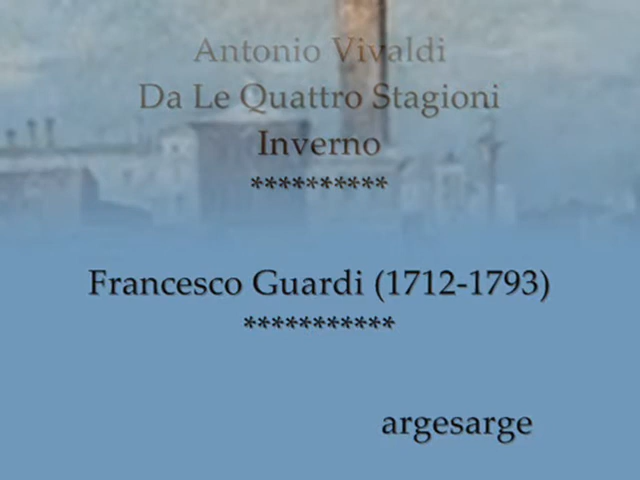 Antonio Vivaldi
Da Le Quattro Stagioni
Inverno
**********
Francesco Guardi (1712-1793)
***********
argesarge